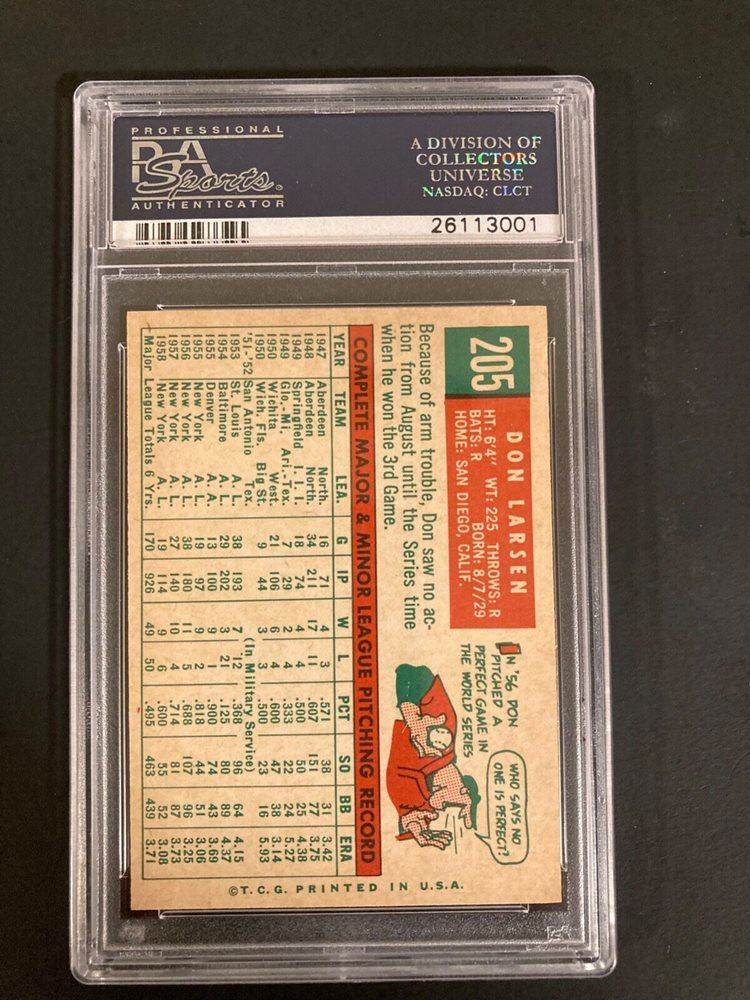 PROFESSIONAL
PSA
Sports
AUTHENTICATOR
A DIVISION OF
COLLECTORS
UNIVERSE
NASDAQ: CLCT
26113001
205
DON LARSEN
HT: 6'4" WT: 225 THROWS: R
BATS: R BORN: 8/7/29
HOME: SAN DIEGO, CALIF.
Because of arm trouble, Don saw no ac-
tion from August until the Series time
when he won the 3rd Game.
IN '56 DON
PITCHED A
PERFECT GAME IN
THE WORLD SERIES
WHO SAYS NO
ONE IS PERFECT?
COMPLETE MAJOR & MINOR LEAGUE PITCHING RECORD
YEAR TEAM LEA. G IP W L PCT SO BB ERA
1947 Aberdeen North. 16 71 4 3 .571 38 31 3.42
1948 Aberdeen North. 34 211 17 11 .607 151 77 3.75
1949 Springfield I. I. I. 18 74 4 4 .500 50 25 4.38
1949 Glo.-Mi. Ari.-Tex. 7 29 2 4 .333 22 24 5.27
1950 Wichita West. 21 106 6 4 .600 47 38 3.14
1950 Wich. Fls. Big St. 9 44 3 3 .500 23 16 5.93
'51-'52 San Antonio Tex. (In Military Service)
1953 St. Louis A. L. 38 193 7 12 .368 96 64 4.15
1954 Baltimore A. L. 29 202 3 21 .125 80 89 4.37
1955 Denver A. A. 13 100 9 1 .900 74 43 3.69
1955 New York A. L. 19 97 9 2 .818 44 51 3.06
1956 New York A. L. 38 180 11 5 .688 107 96 3.25
1957 New York A. L. 27 140 10 4 .714 81 87 3.73
1958 New York A. L. 19 114 9 6 .600 55 52 3.08
Major League Totals 6 Yrs. 170 926 49 50 .495 463 439 3.71
©T.C.G. PRINTED IN U.S.A.